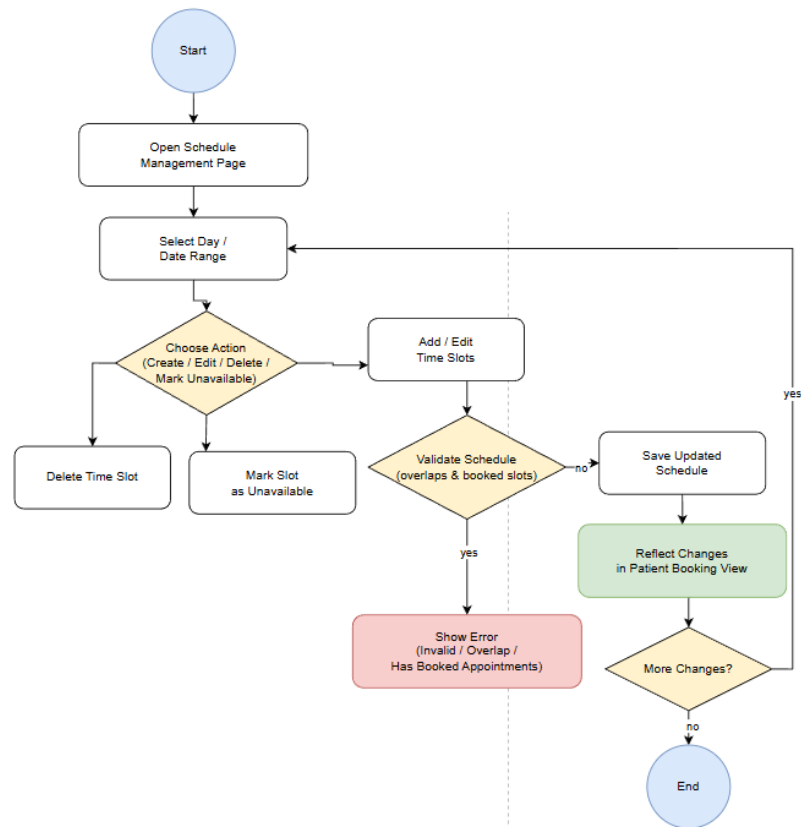 Start
Open Schedule
Management Page
Select Day /
Date Range
Choose Action
(Create / Edit / Delete /
Mark Unavailable)
Add / Edit
Time Slots
yes
Delete Time Slot
Mark Slot
as Unavailable
Validate Schedule
(overlaps & booked slots)
no
Save Updated
Schedule
yes
Reflect Changes
in Patient Booking View
Show Error
(Invalid / Overlap /
Has Booked Appointments)
More Changes?
no
End